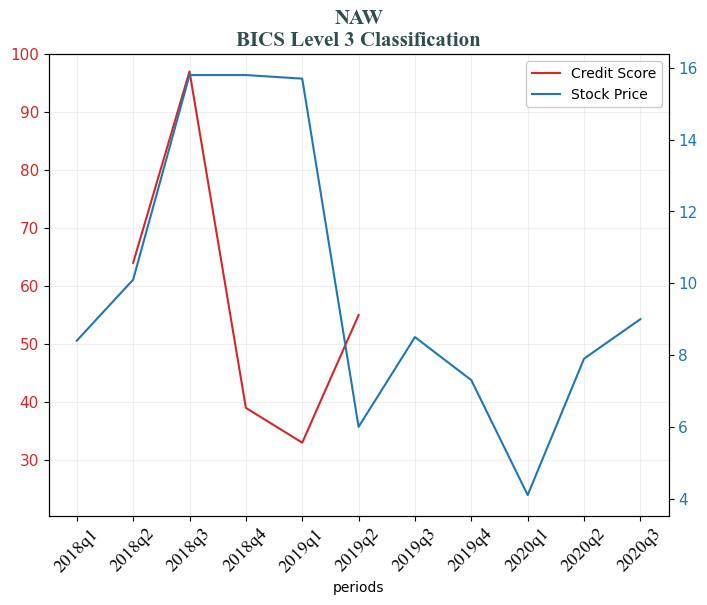 NAW
BICS Level 3 Classification
100
90
80
70
60
50
40
30
16
14
12
10
8
6
4
Credit Score
Stock Price
2018q1
2018q2
2018q3
2018q4
2019q1
2019q2
2019q3
2019q4
2020q1
2020q2
2020q3
periods